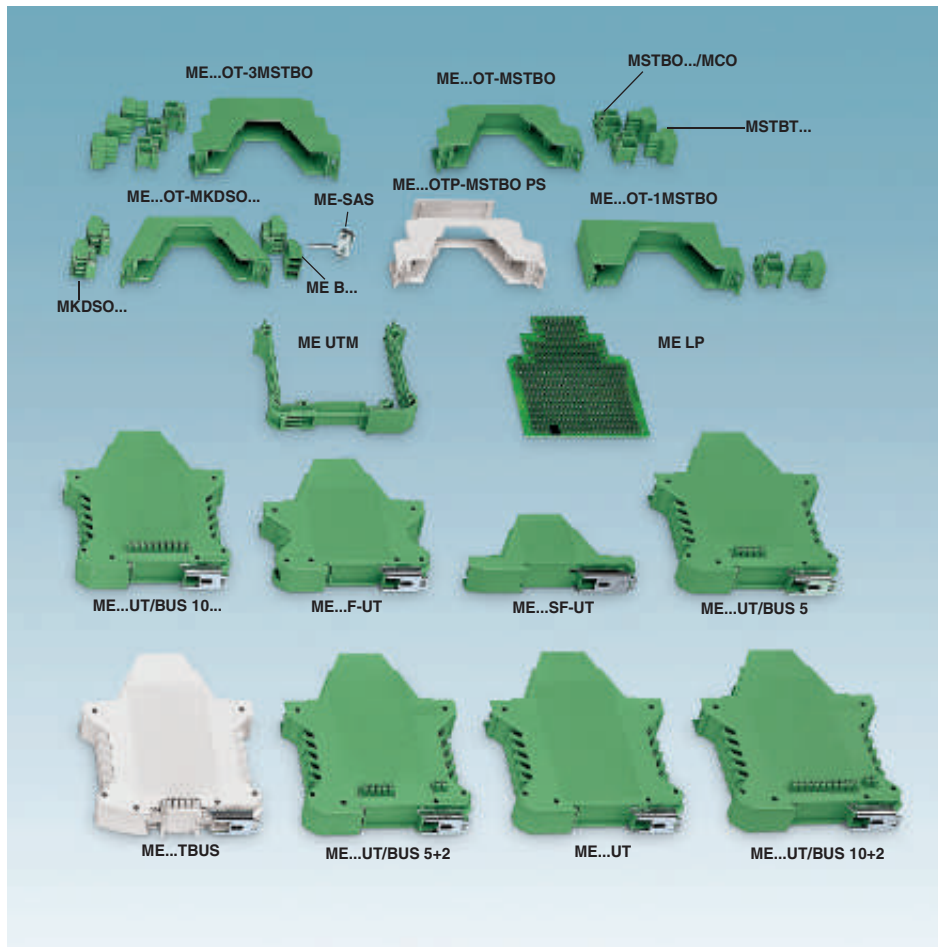 ME...OT-3MSTBO
ME...OT-MSTBO
MSTBO.../MCO
MSTBT...
ME...OT-MKDSO...
ME-SAS
ME...OTP-MSTBO PS
ME...OT-1MSTBO
ME B...
MKDSO...
ME UTM
ME LP
ME...UT/BUS 10...
ME...F-UT
ME...SF-UT
ME...UT/BUS 5
ME...TBUS
ME...UT/BUS 5+2
ME...UT
ME...UT/BUS 10+2